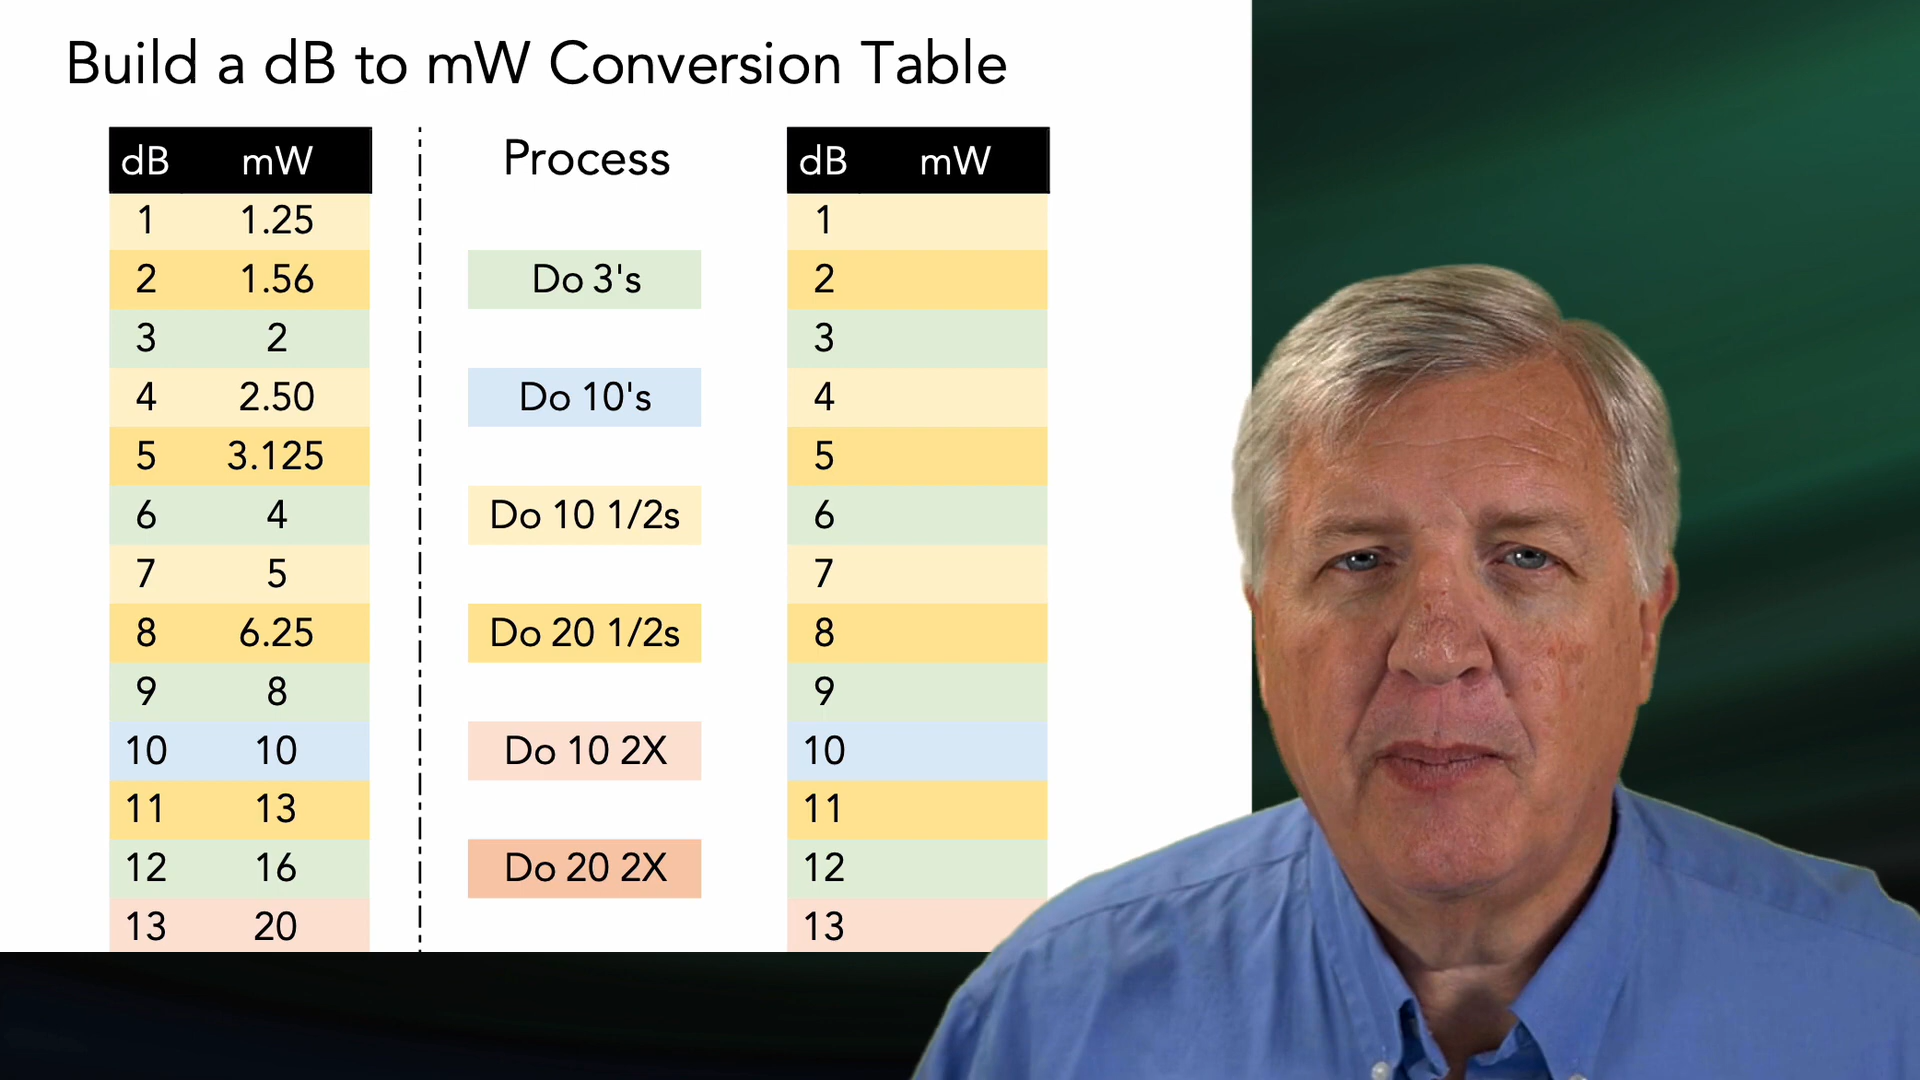 Build a dB to mW Conversion Table
dB mW
1 1.25
2 1.56
3 2
4 2.50
5 3.125
6 4
7 5
8 6.25
9 8
10 10
11 13
12 16
13 20
Process
Do 3's
Do 10's
Do 10 1/2s
Do 20 1/2s
Do 10 2X
Do 20 2X
dB mW
1
2
3
4
5
6
7
8
9
10
11
12
13